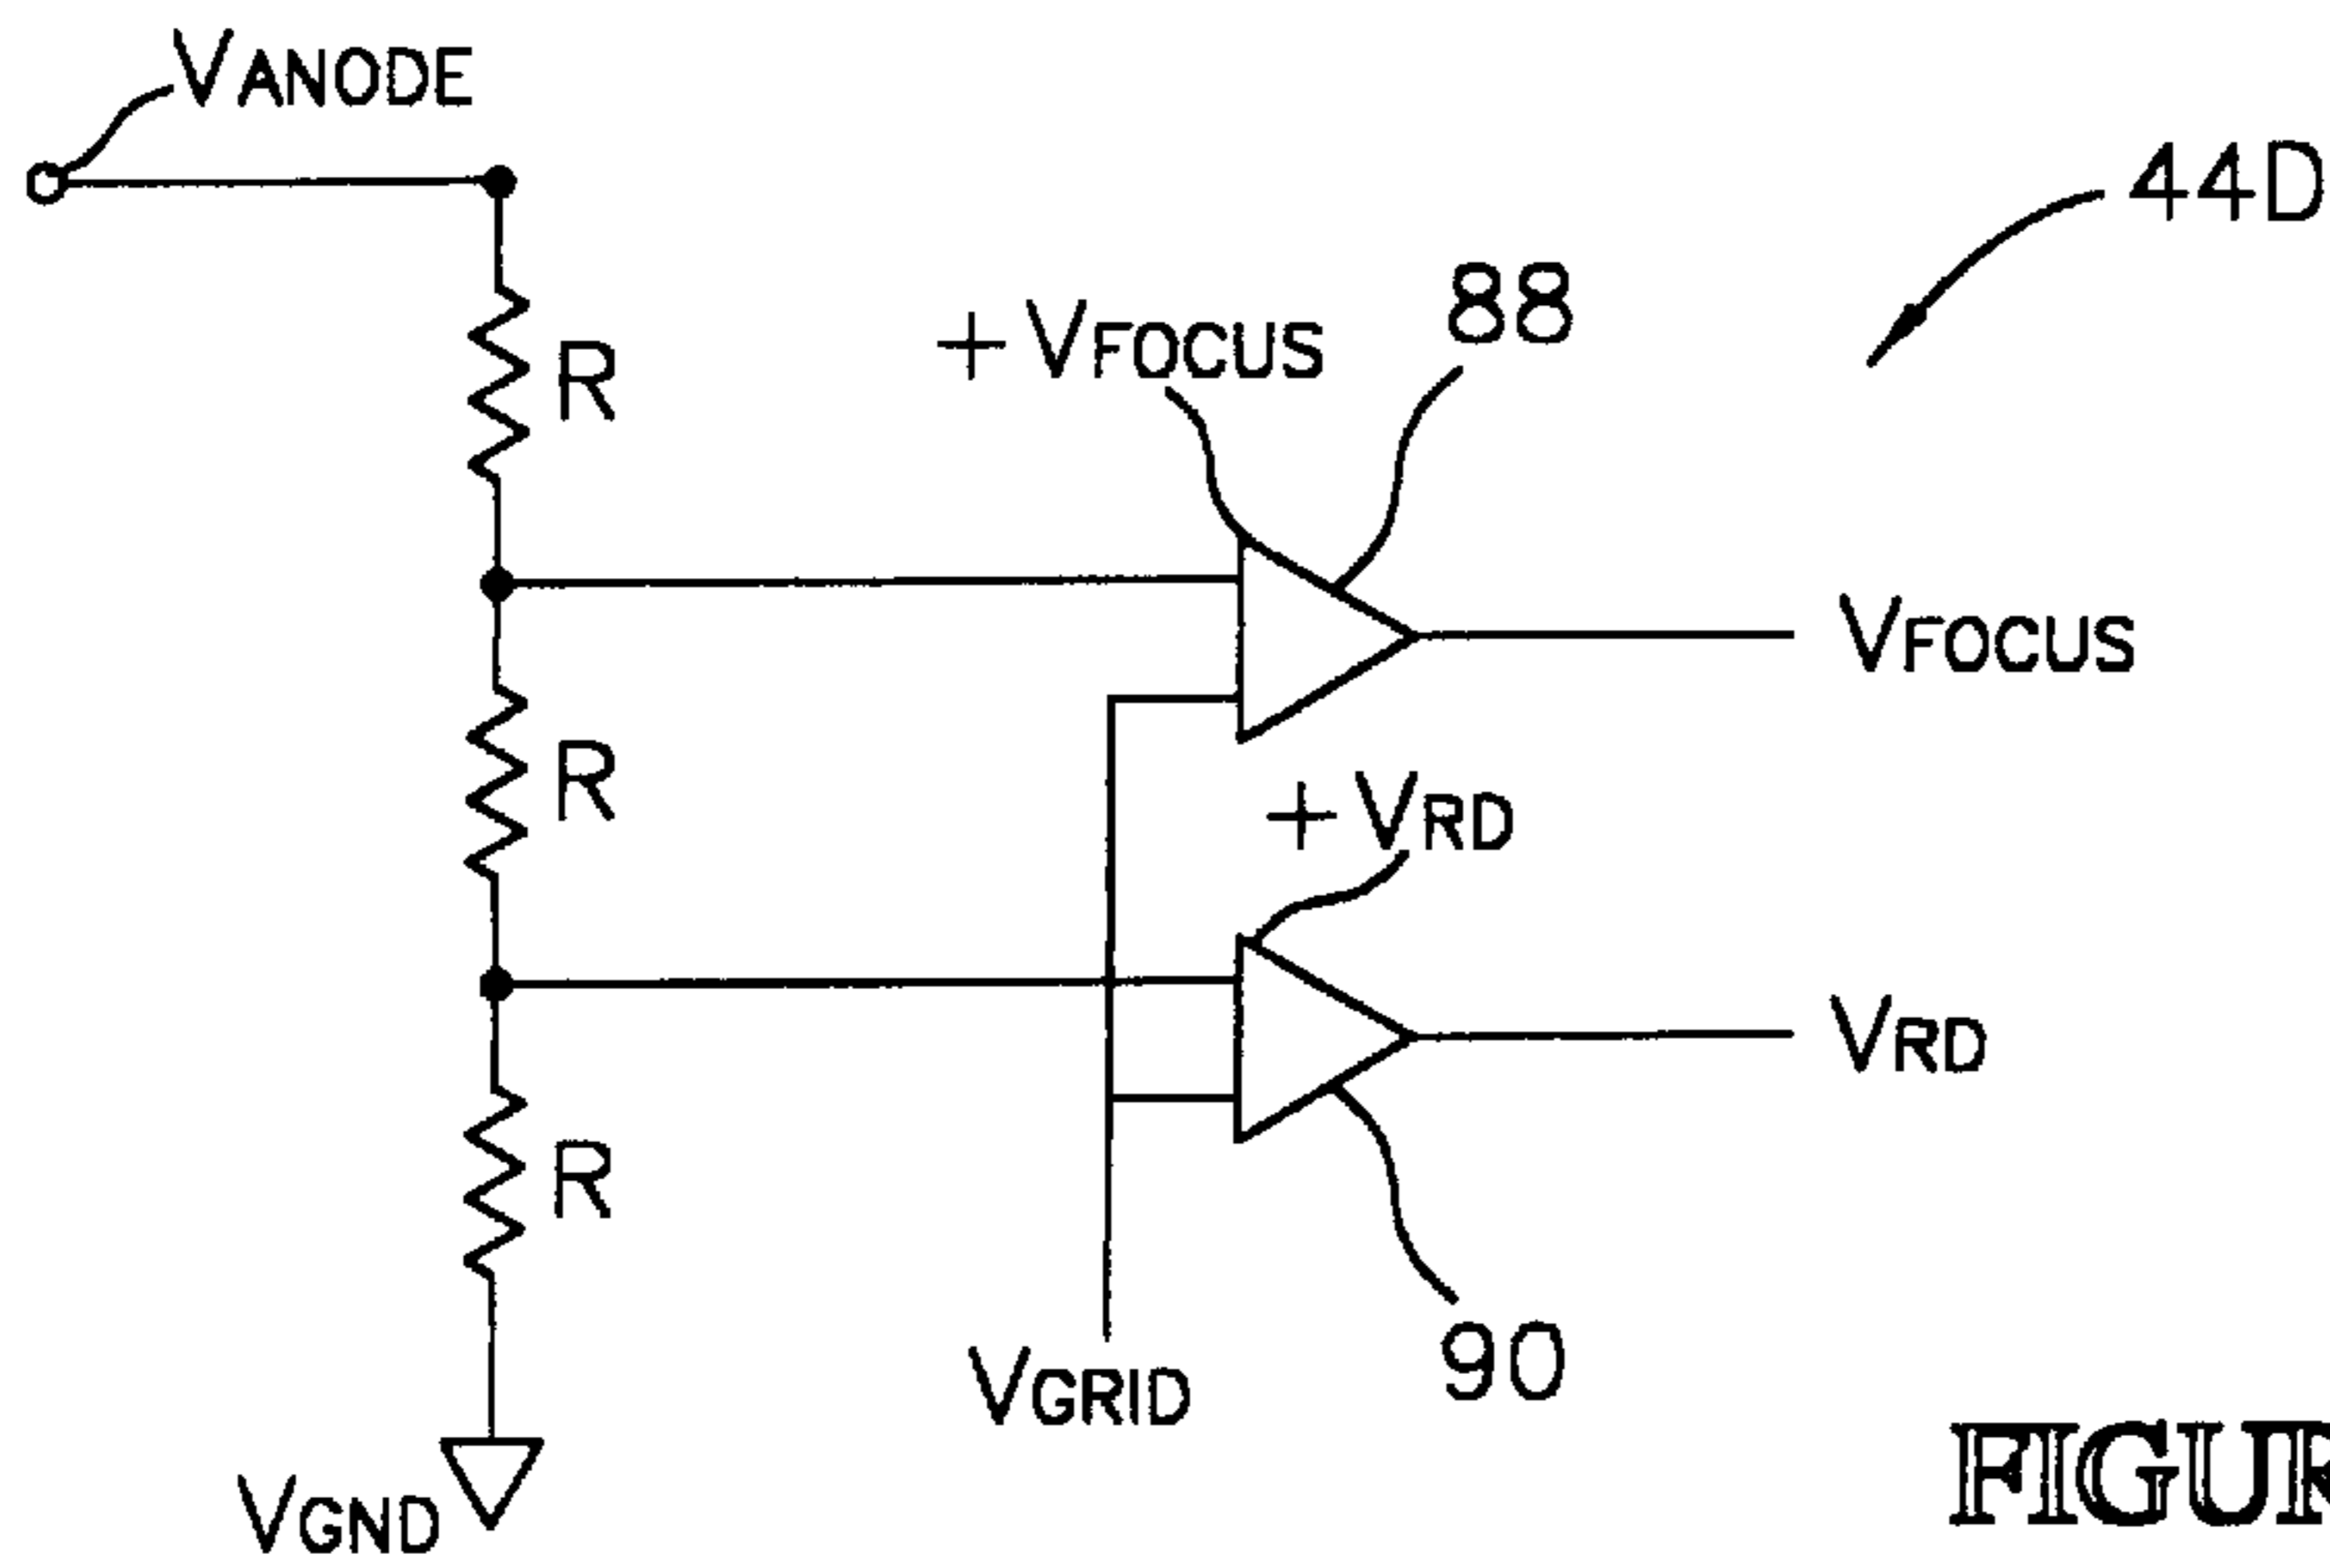 VANODE
44D
88
+ VFOCUS
R
VFOCUS
R
+ VRD
VRD
R
90
VGRID
VGND